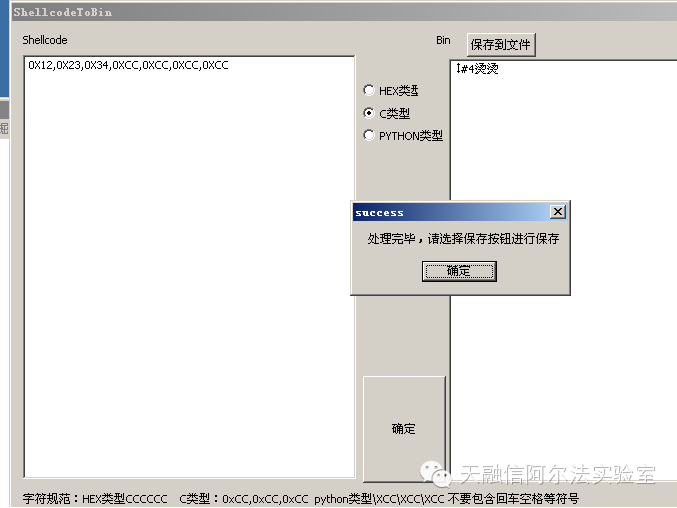 ShellcodeToBin
Shellcode
Bin
保存到文件
0X12,0X23,0X34,0XCC,0XCC,0XCC,0XCC
↕#4烫烫
HEX类型
C类型
PYTHON类型
success
处理完毕，请选择保存按钮进行保存
确定
确定
天融信阿尔法实验室
字符规范：HEX类型CCCCCC C类型：0xCC,0xCC,0xCC python类型\XCC\XCC\XCC 不要包含回车空格等符号